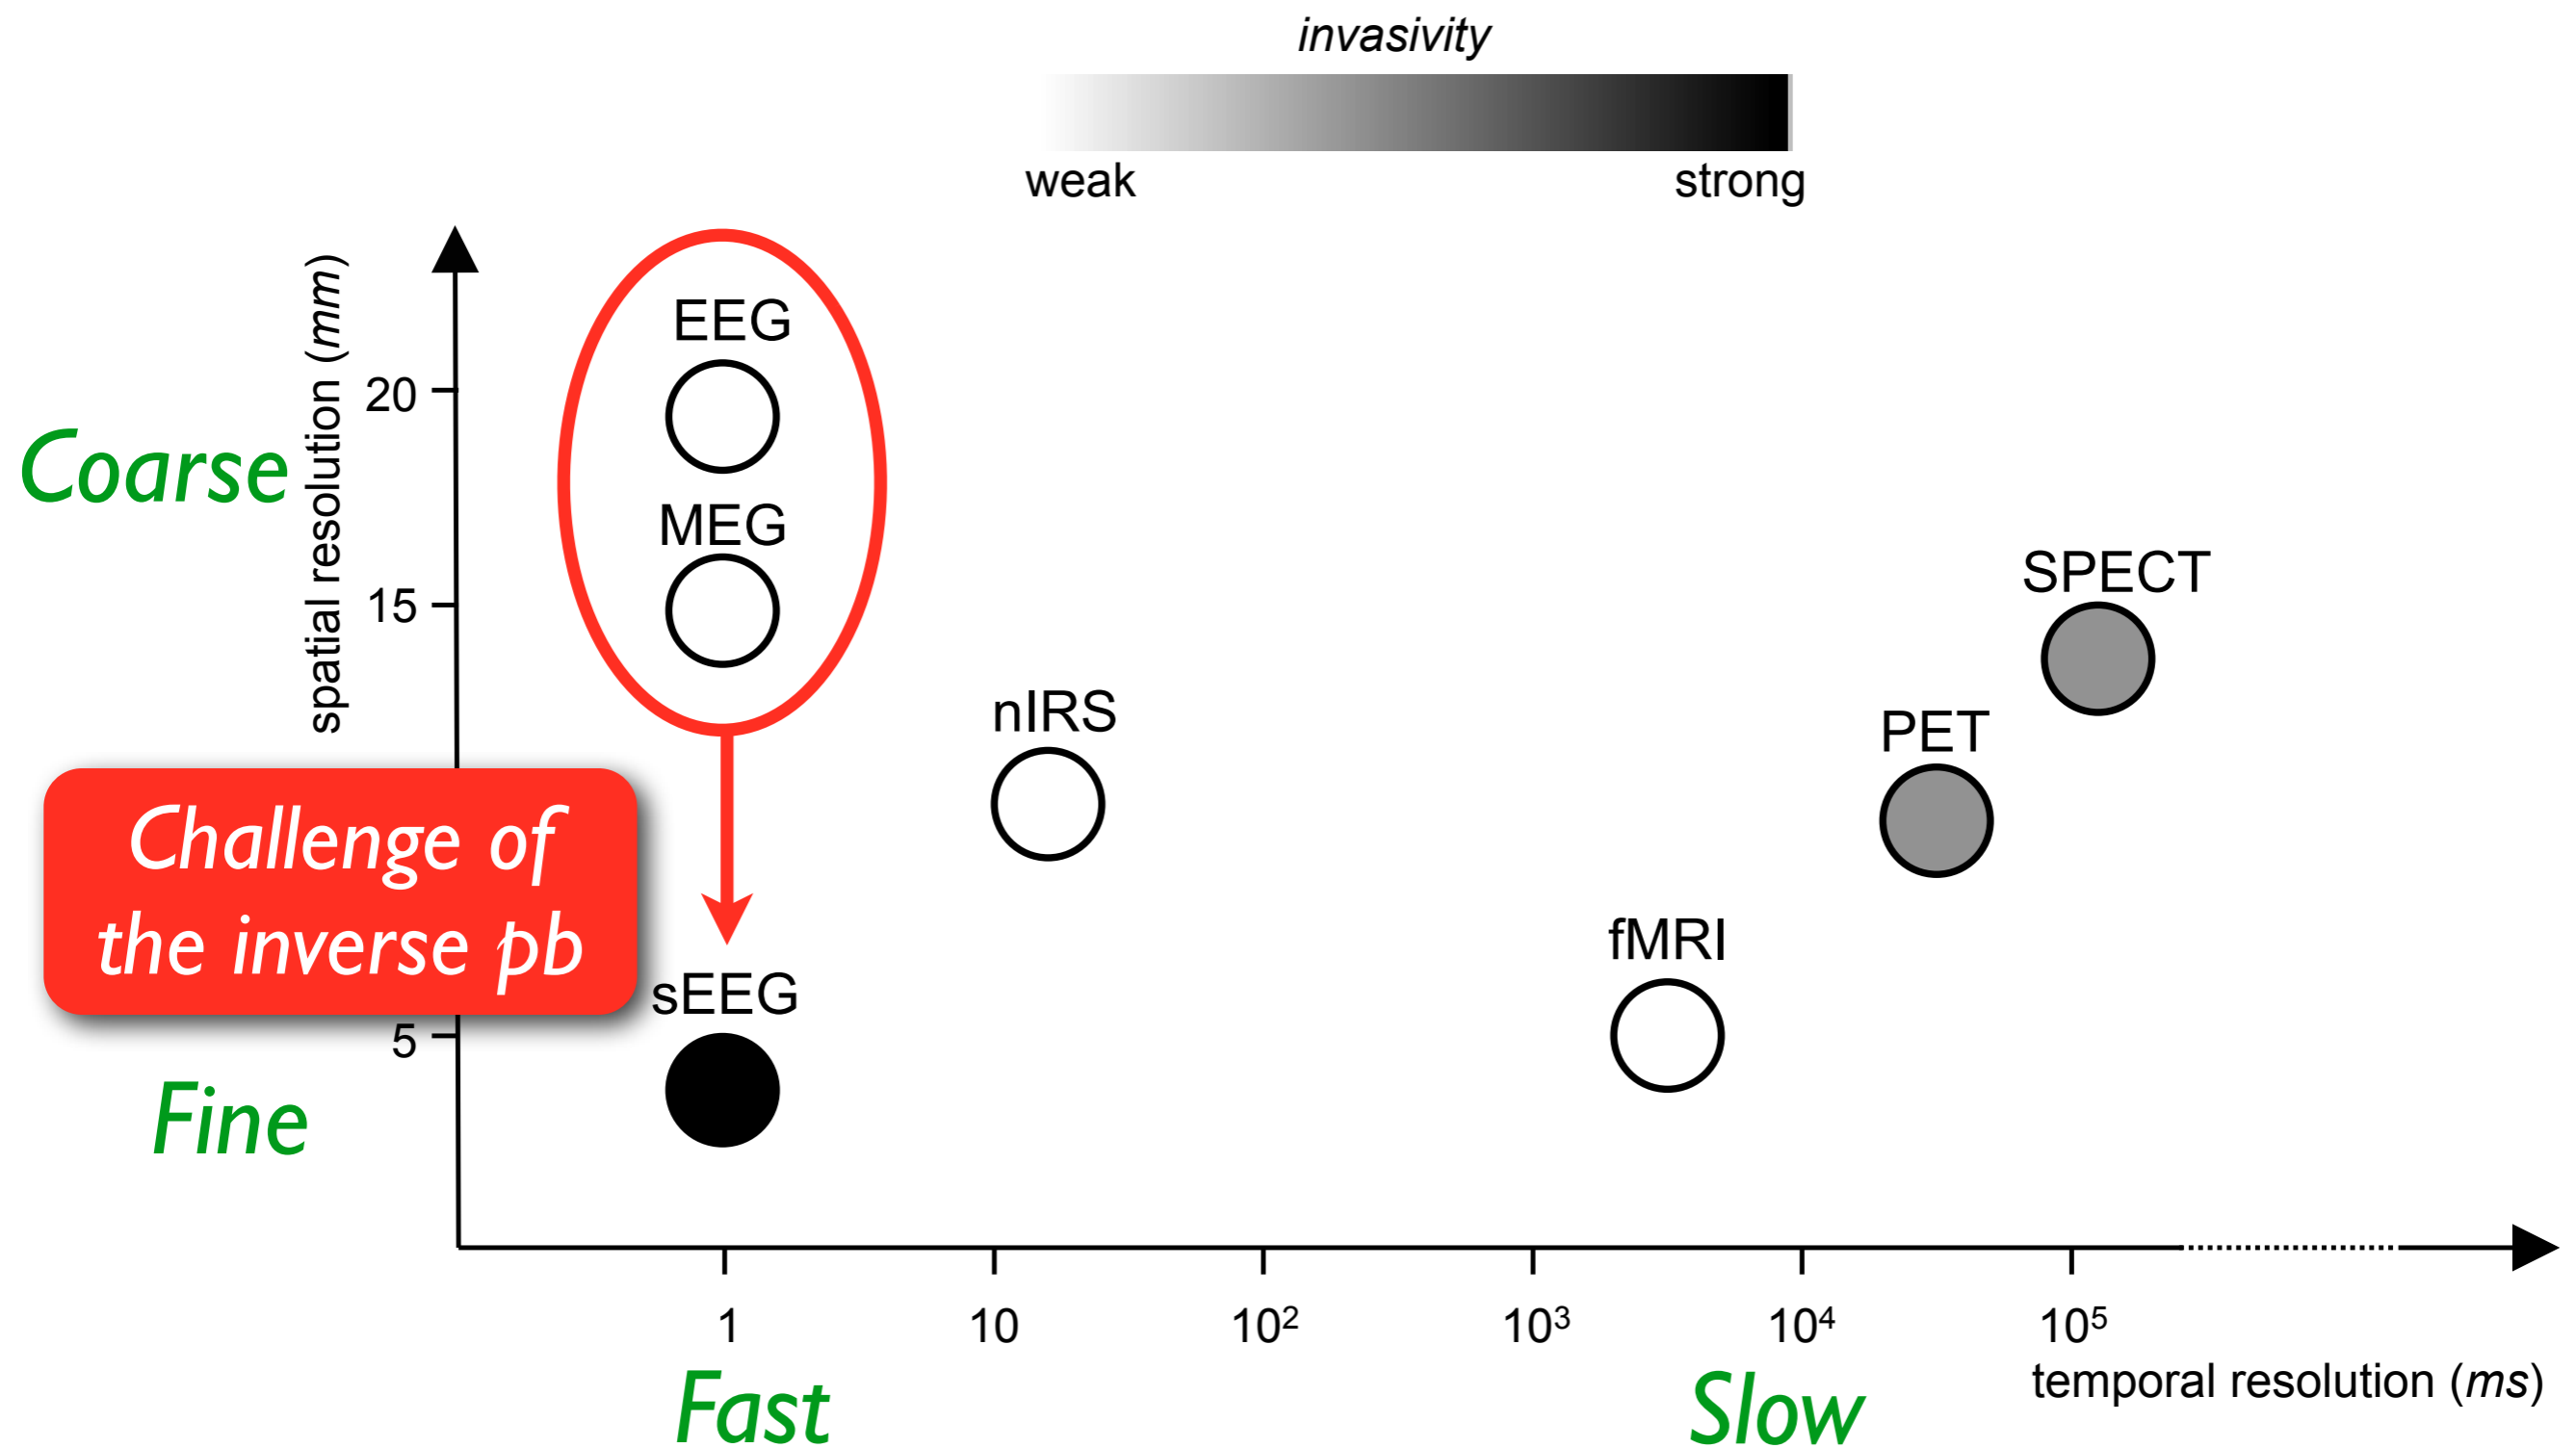 invasivity
weak strong
spatial resolution (mm)
Coarse
20
15
5
Fine
EEG
MEG
nIRS
SPECT
PET
fMRI
sEEG
Challenge of
the inverse pb
1 10 10² 10³ 10⁴ 10⁵
temporal resolution (ms)
Fast Slow